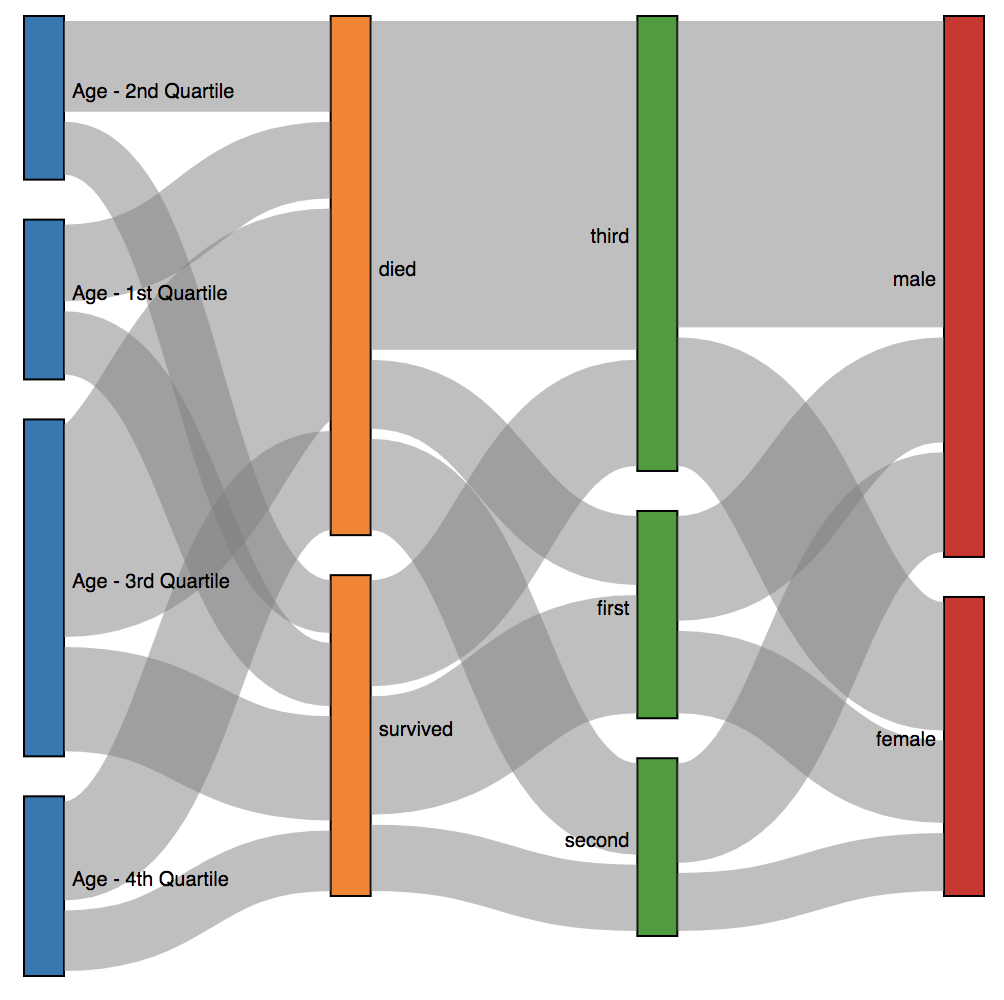 Age - 2nd Quartile
Age - 1st Quartile
Age - 3rd Quartile
Age - 4th Quartile
died
survived
third
first
second
male
female